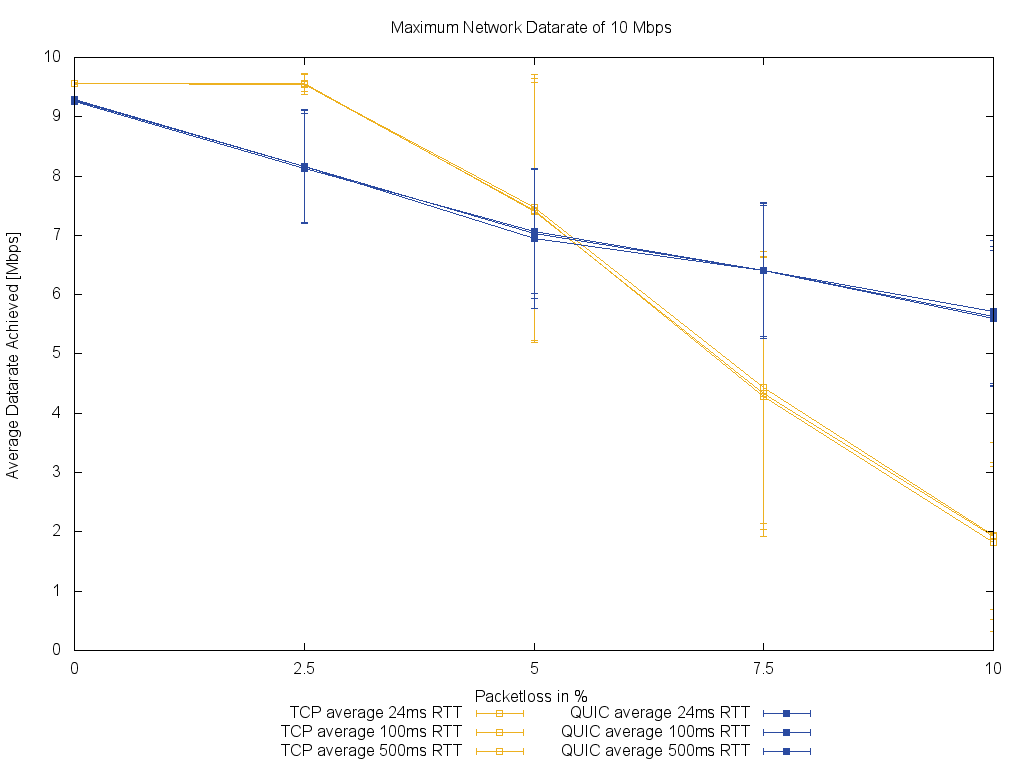 Maximum Network Datarate of 10 Mbps
10
9
8
7
6
5
4
3
2
1
0
Average Datarate Achieved [Mbps]
0 2.5 5 7.5 10
Packetloss in %
TCP average 24ms RTT QUIC average 24ms RTT
TCP average 100ms RTT QUIC average 100ms RTT
TCP average 500ms RTT QUIC average 500ms RTT